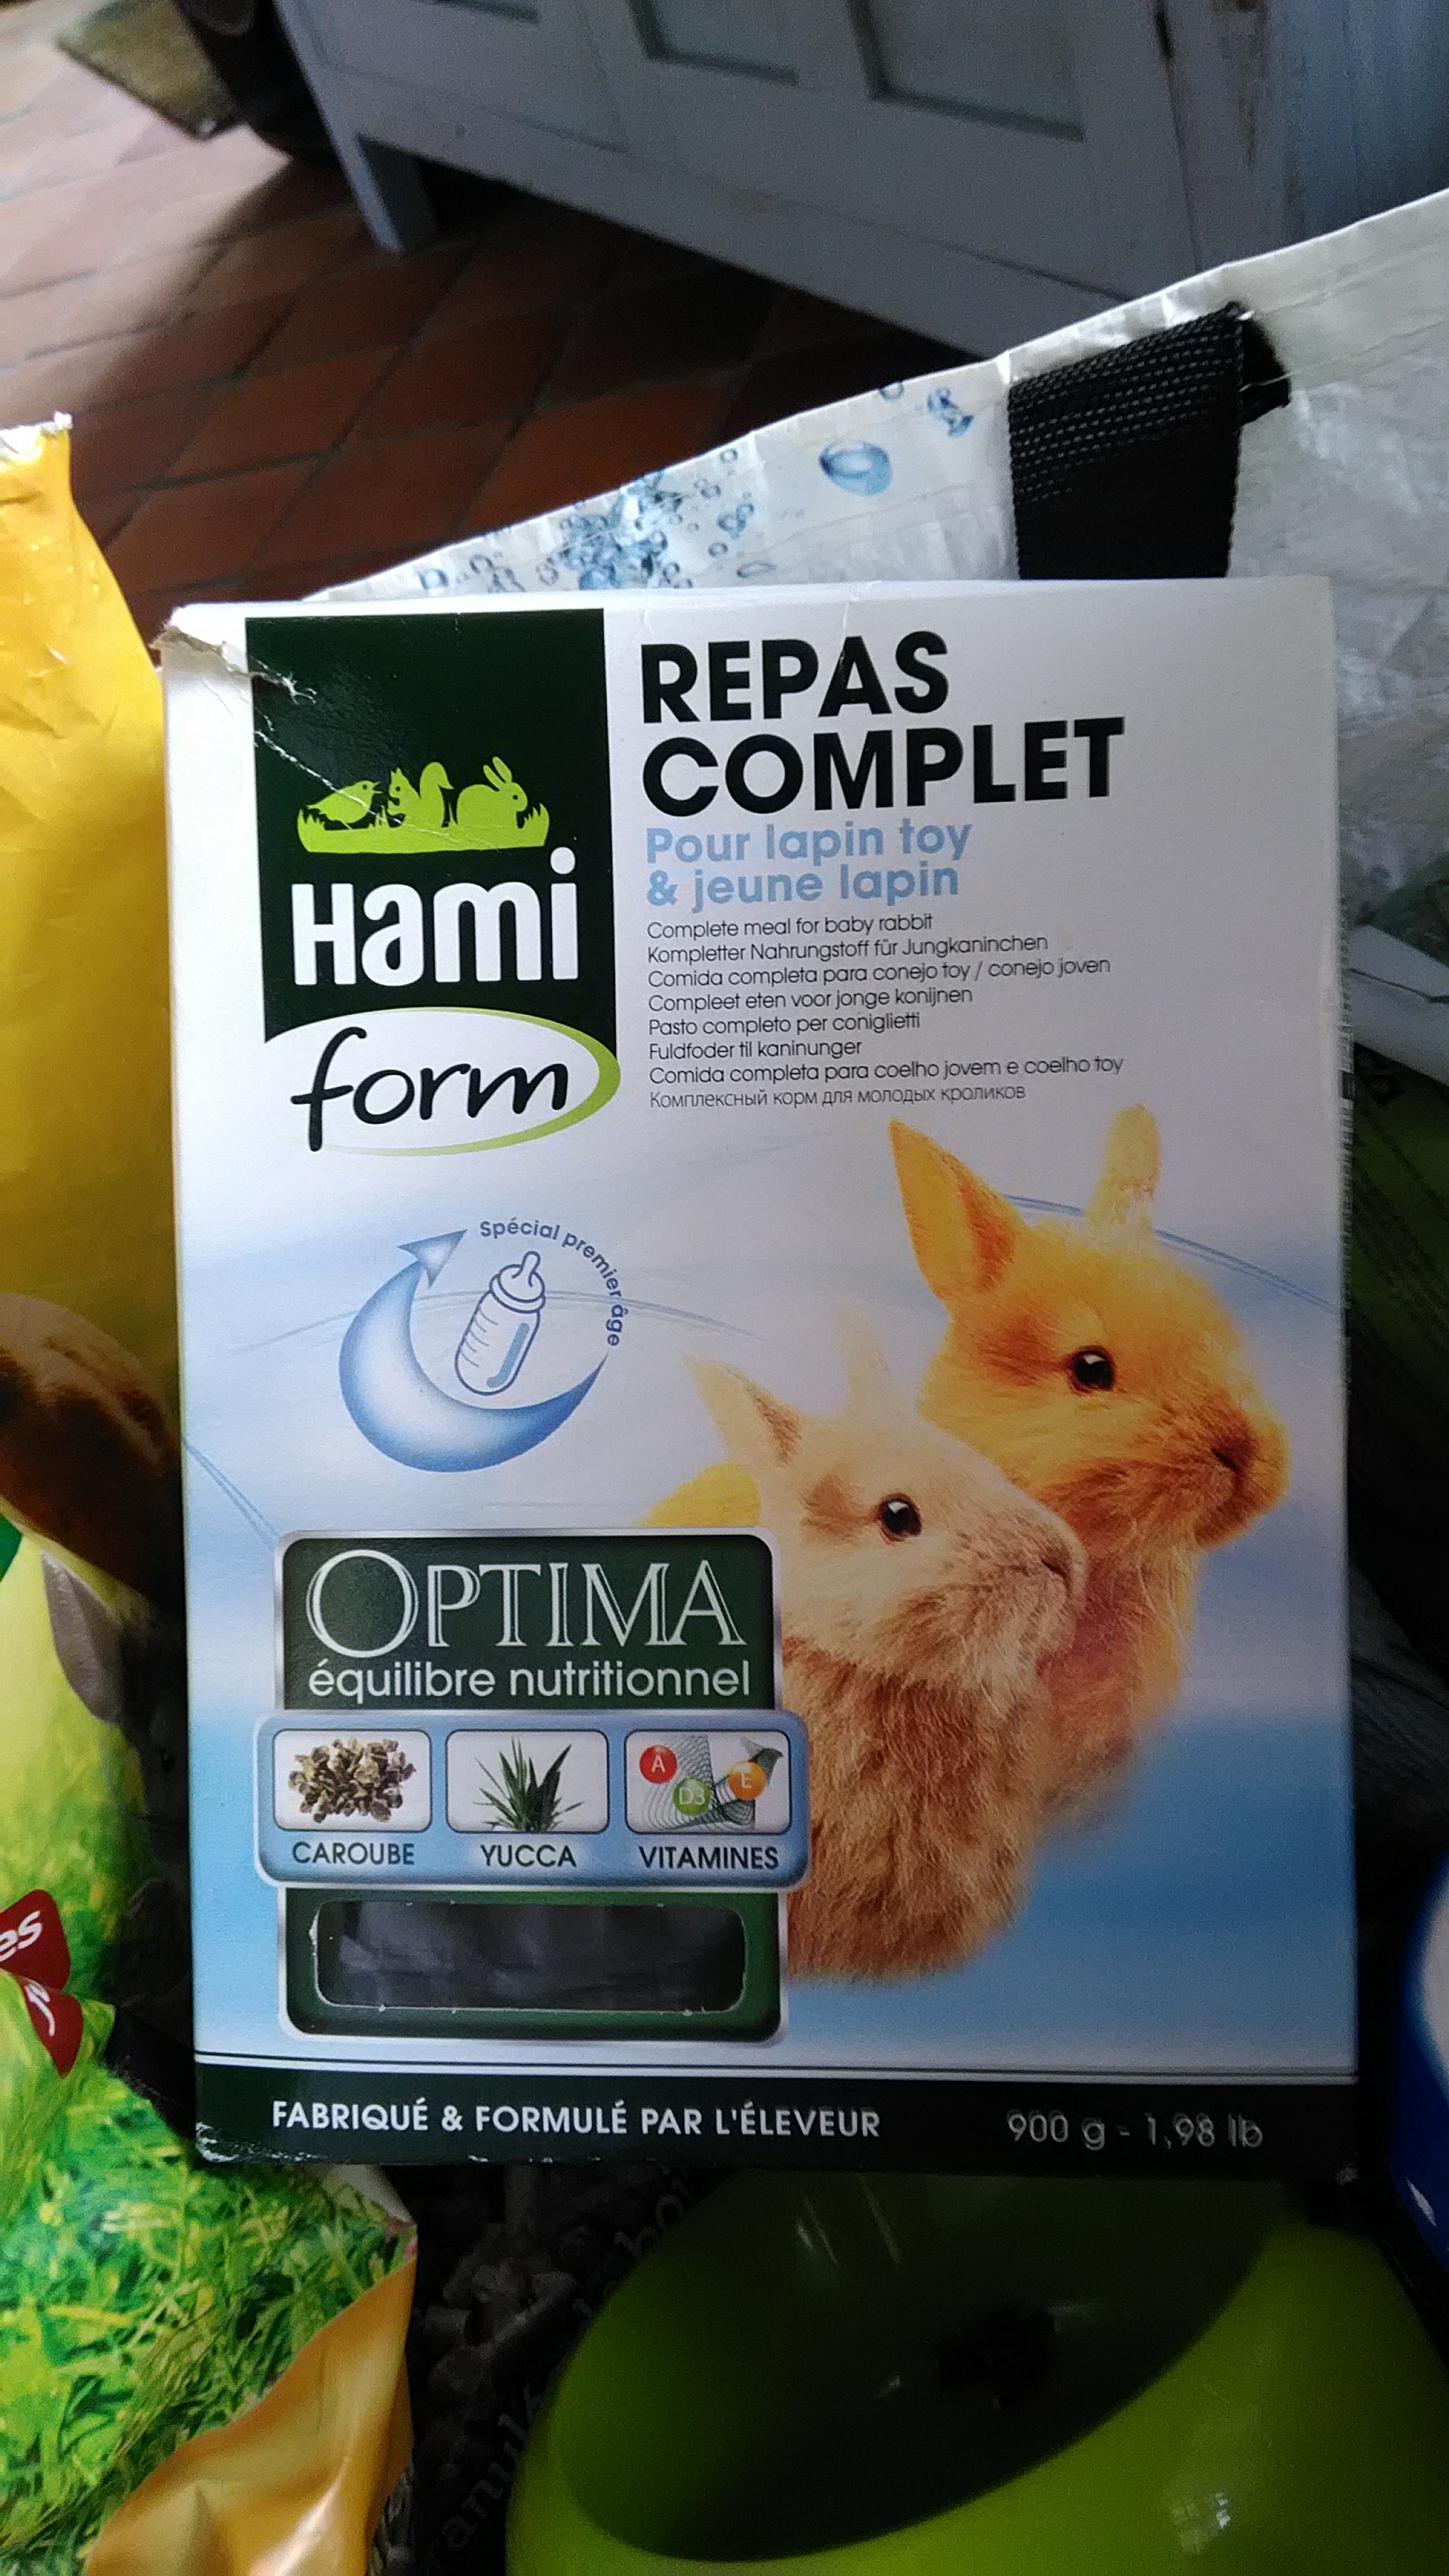 Hami
form
REPAS
COMPLET
Pour lapin toy
& jeune lapin
Complete meal for baby rabbit
Kompletter Nahrungstoff für Jungkaninchen
Comida completa para conejo toy / conejo joven
Compleet eten voor jonge konijnen
Pasto completo per coniglietti
Fuldfoder til kaninunger
Comida completa para coelho jovem e coelho toy
Комплексный корм для молодых кроликов
Spécial premier âge
OPTIMA
équilibre nutritionnel
A
D3
E
CAROUBE
YUCCA
VITAMINES
es
FABRIQUÉ & FORMULÉ PAR L'ÉLEVEUR
900 g - 1,98 lb